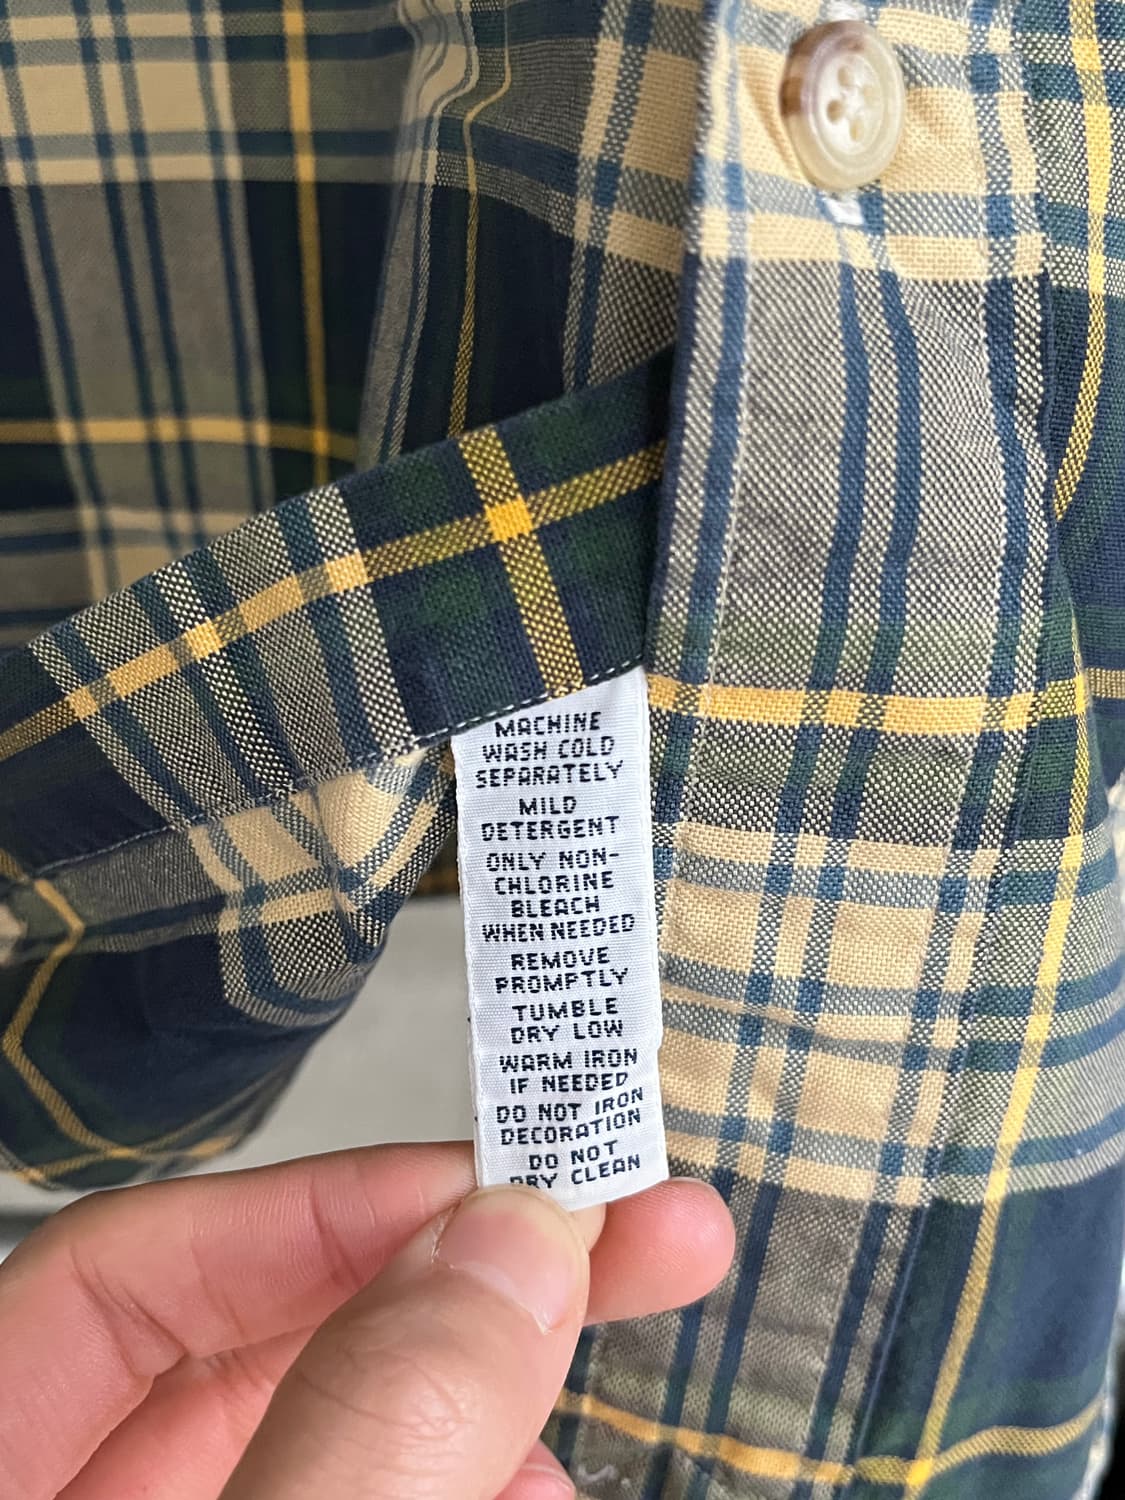 MACHINE
WASH COLD
SEPARATELY
MILD
DETERGENT
ONLY NON-
CHLORINE
BLEACH
WHEN NEEDED
REMOVE
PROMPTLY
TUMBLE
DRY LOW
WARM IRON
IF NEEDED
DO NOT IRON
DECORATION
DO NOT
DRY CLEAN